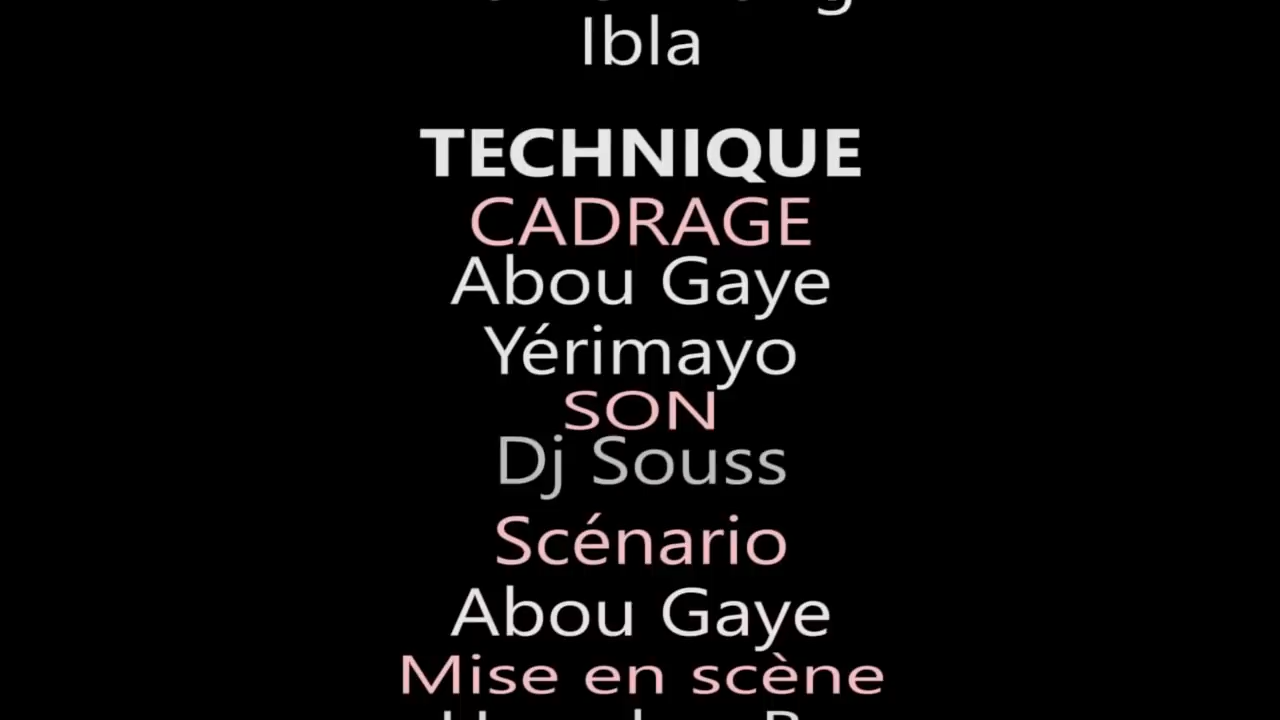 Ibla
TECHNIQUE
CADRAGE
Abou Gaye
Yérimayo
SON
Dj Souss
Scénario
Abou Gaye
Mise en scène